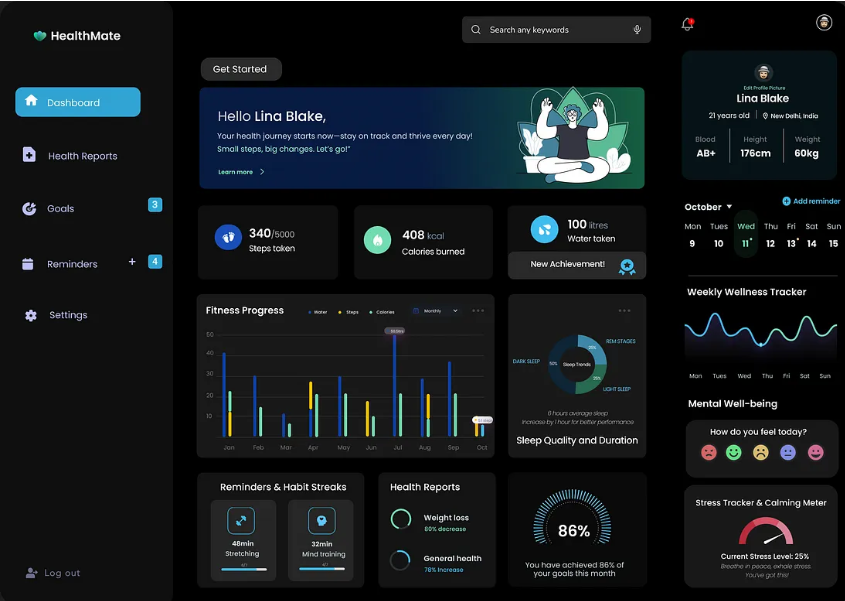 HealthMate
Dashboard
Health Reports
Goals
3
Reminders
+
4
Settings
Log out
Search any keywords
Get Started
Hello Lina Blake,
Your health journey starts now—stay on track and thrive every day!
Small steps, big changes. Let's go!"
Learn more >
340/5000
Steps taken
408 kcal
Calories burned
100 litres
Water taken
New Achievement!
Fitness Progress
Water
Steps
Calories
Monthly
50
40
30
20
10
Jan
Feb
Mar
Apr
May
Jun
Jul
Aug
Sep
Oct
REM STAGES
DARK SLEEP
LIGHT SLEEP
Sleep Trends
50%
25%
25%
8 hours average sleep
Increase by 1 hour for better performance
Sleep Quality and Duration
Reminders & Habit Streaks
48min
Stretching
32min
Mind training
Health Reports
Weight loss
80% decrease
General health
78% Increase
86%
You have achieved 86% of
your goals this month
Edit Profile Picture
Lina Blake
21 years old
New Delhi, India
Blood
Height
Weight
AB+
176cm
60kg
October
Add reminder
Mon Tues Wed Thu Fri Sat Sun
9 10 11 12 13 14 15
Weekly Wellness Tracker
Mon Tues Wed Thu Fri Sat Sun
Mental Well-being
How do you feel today?
Stress Tracker & Calming Meter
Current Stress Level: 25%
Breathe in peace, exhale stress.
You've got this!